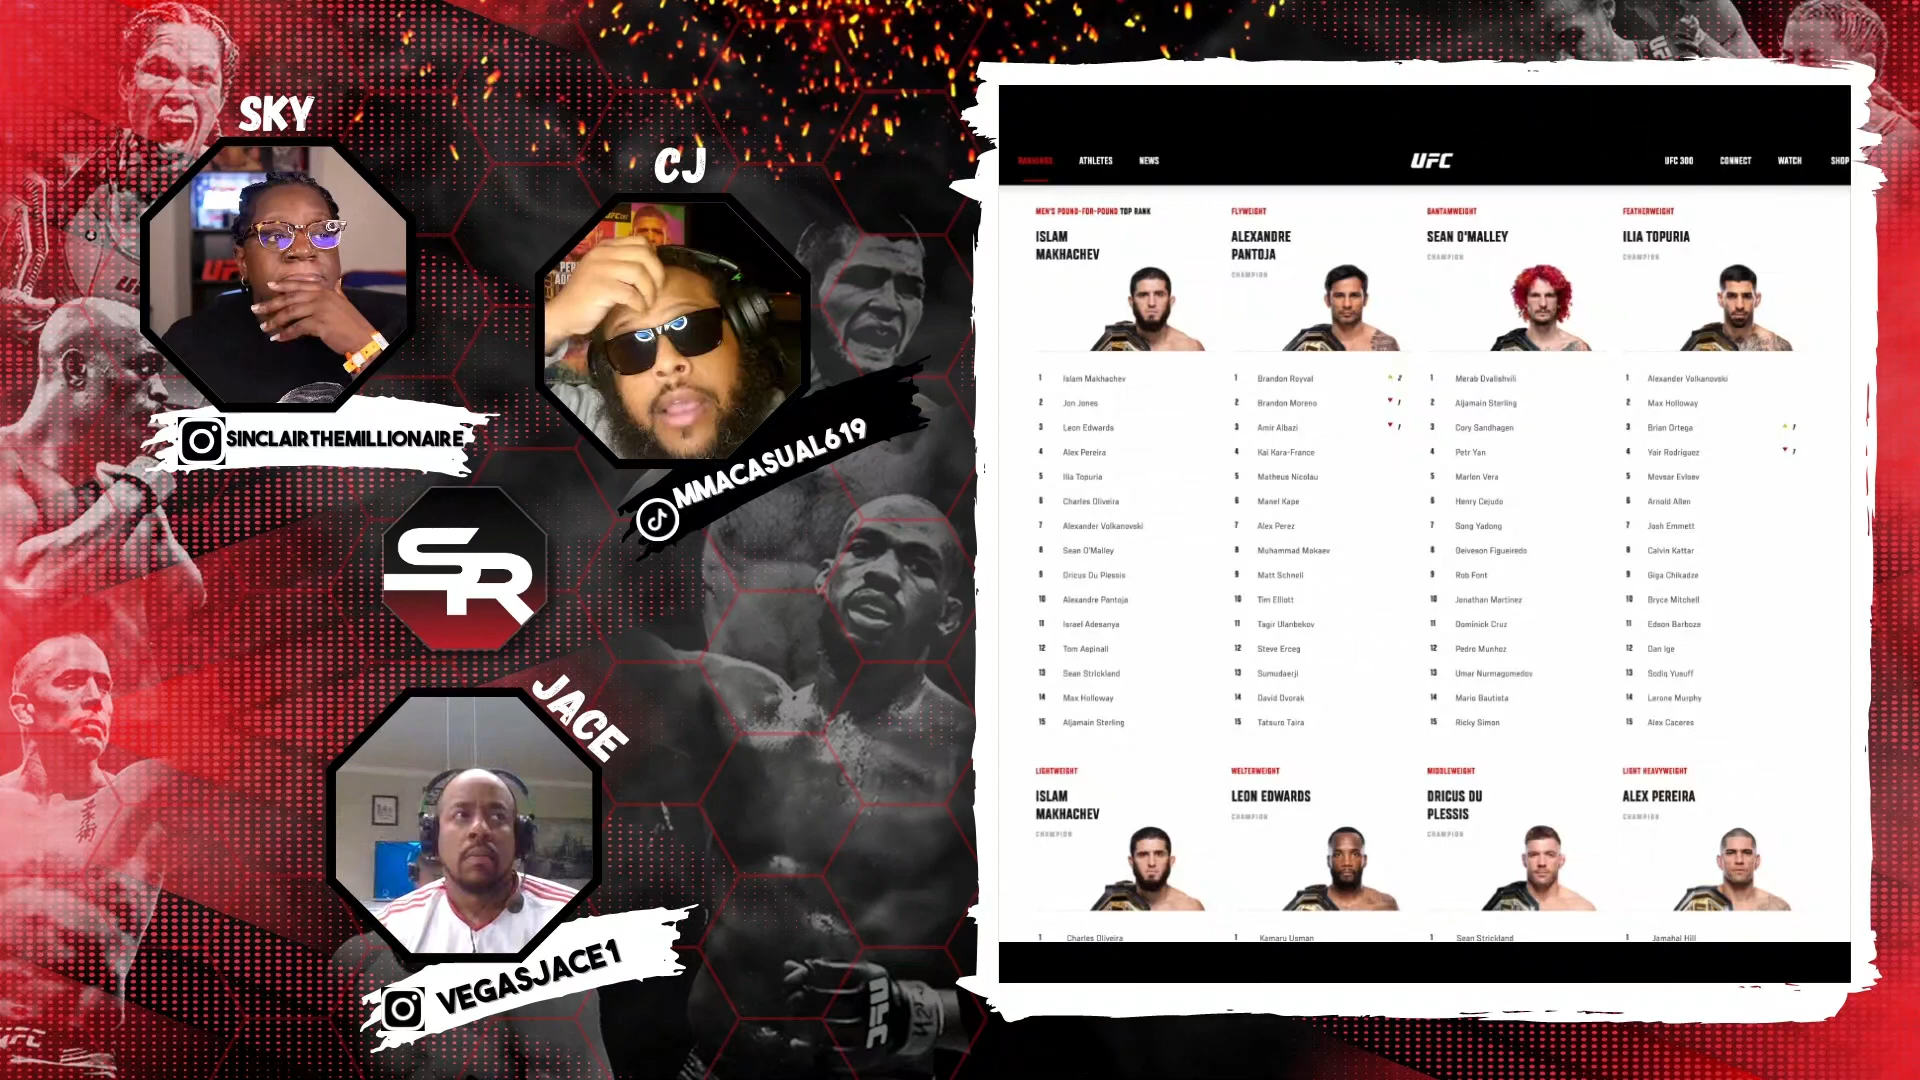 SKY
SINCLAIRTHEMILLIONAIRE
CJ
MMACASUAL619
SR
JACE
VEGASJACE1
RANKINGS
ATHLETES
NEWS
UFC
UFC 300
CONNECT
WATCH
SHOP
MEN'S POUND-FOR-POUND TOP RANK
ISLAM
MAKHACHEV
1 Islam Makhachev
2 Jon Jones
3 Leon Edwards
4 Alex Pereira
5 Ilia Topuria
6 Charles Oliveira
7 Alexander Volkanovski
8 Sean O'Malley
9 Dricus Du Plessis
10 Alexandre Pantoja
11 Israel Adesanya
12 Tom Aspinall
13 Sean Strickland
14 Max Holloway
15 Aljamain Sterling
FLYWEIGHT
ALEXANDRE
PANTOJA
CHAMPION
1 Brandon Royval 2
2 Brandon Moreno 1
3 Amir Albazi 1
4 Kai Kara-France
5 Matheus Nicolau
6 Manel Kape
7 Alex Perez
8 Muhammad Mokaev
9 Matt Schnell
10 Tim Elliott
11 Tagir Ulanbekov
12 Steve Erceg
13 Sumudaerji
14 David Dvorak
15 Tatsuro Taira
BANTAMWEIGHT
SEAN O'MALLEY
CHAMPION
1 Merab Dvalishvili
2 Aljamain Sterling
3 Cory Sandhagen
4 Petr Yan
5 Marlon Vera
6 Henry Cejudo
7 Song Yadong
8 Deiveson Figueiredo
9 Rob Font
10 Jonathan Martinez
11 Dominick Cruz
12 Pedro Munhoz
13 Umar Nurmagomedov
14 Mario Bautista
15 Ricky Simon
FEATHERWEIGHT
ILIA TOPURIA
CHAMPION
1 Alexander Volkanovski
2 Max Holloway
3 Brian Ortega 1
4 Yair Rodriguez 1
5 Movsar Evloev
6 Arnold Allen
7 Josh Emmett
8 Calvin Kattar
9 Giga Chikadze
10 Bryce Mitchell
11 Edson Barboza
12 Dan Ige
13 Sodiq Yusuff
14 Lerone Murphy
15 Alex Caceres
LIGHTWEIGHT
ISLAM
MAKHACHEV
CHAMPION
1 Charles Oliveira
WELTERWEIGHT
LEON EDWARDS
CHAMPION
1 Kamaru Usman
MIDDLEWEIGHT
DRICUS DU
PLESSIS
CHAMPION
1 Sean Strickland
LIGHT HEAVYWEIGHT
ALEX PEREIRA
CHAMPION
1 Jamahal Hill